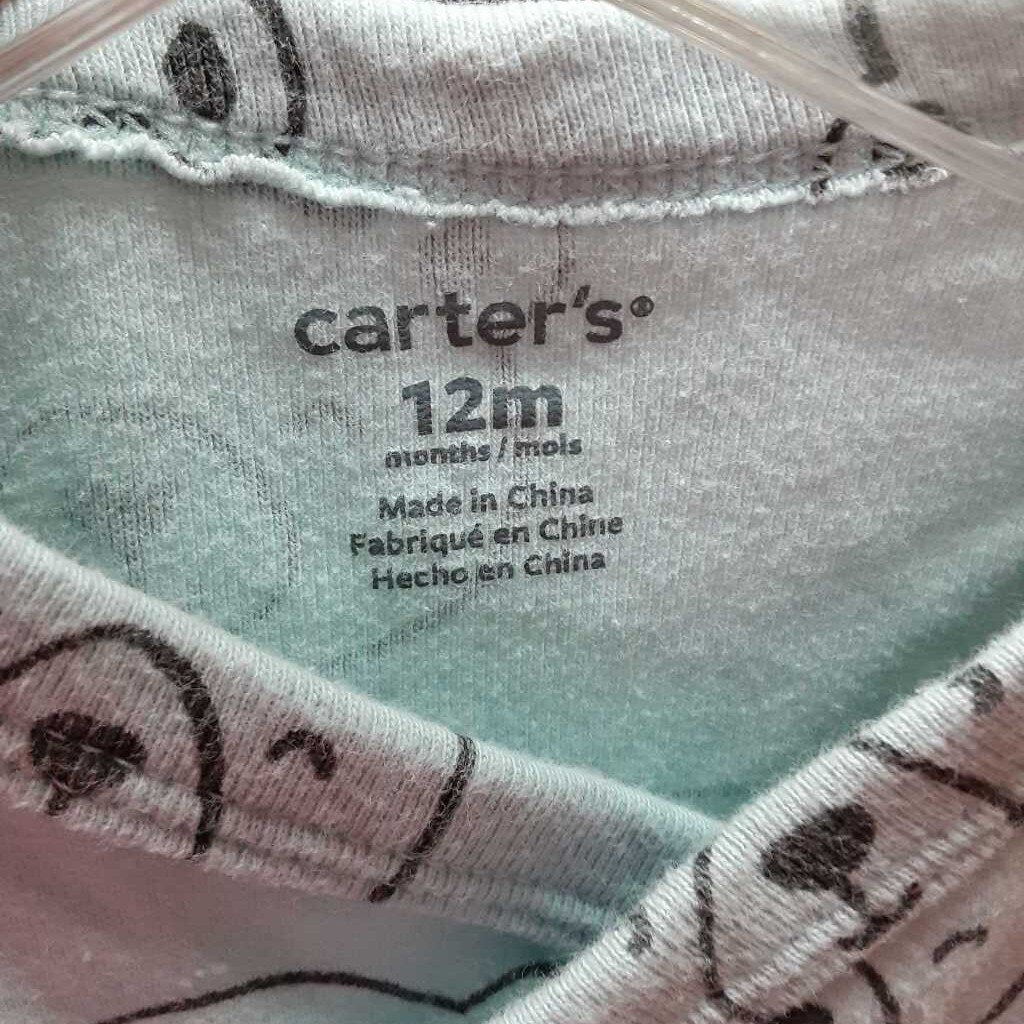 carter's®
12m
months / mois
Made in China
Fabriqué en Chine
Hecho en China